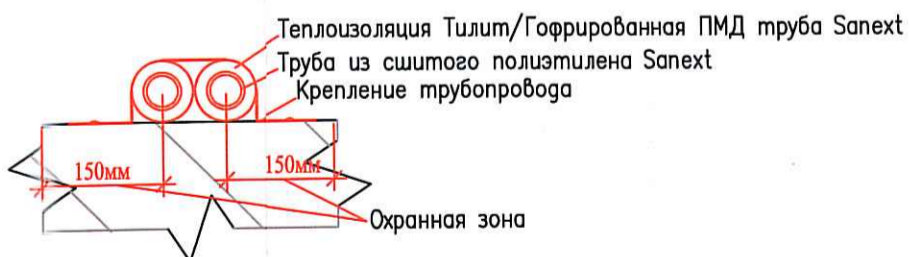 Теплоизоляция Тилит/Гофрированная ПМД труба Sanext
Труба из сшитого полиэтилена Sanext
Крепление трубопровода
150мм
150мм
Охранная зона